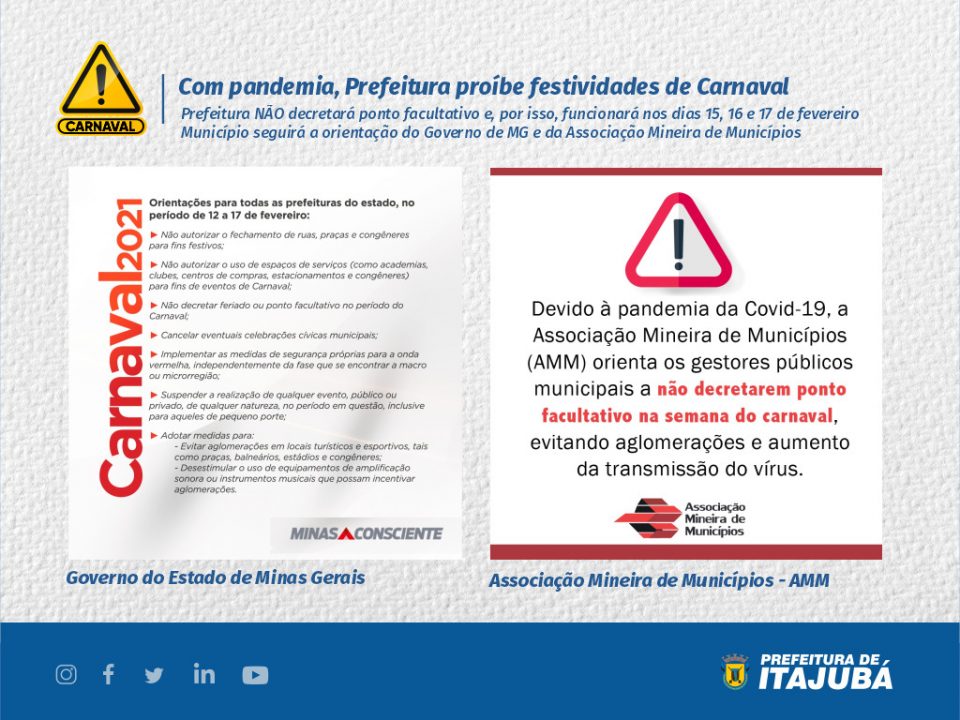 CARNAVAL
Com pandemia, Prefeitura proíbe festividades de Carnaval
Prefeitura NÃO decretará ponto facultativo e, por isso, funcionará nos dias 15, 16 e 17 de fevereiro
Município seguirá a orientação do Governo de MG e da Associação Mineira de Municípios
Carnaval2021
Orientações para todas as prefeituras do estado, no
período de 12 a 17 de fevereiro:
► Não autorizar o fechamento de ruas, praças e congêneres
para fins festivos;
► Não autorizar o uso de espaços de serviços (como academias,
clubes, centros de compras, estacionamentos e congêneres)
para fins de eventos de Carnaval;
► Não decretar feriado ou ponto facultativo no período do
Carnaval;
► Cancelar eventuais celebrações cívicas municipais;
► Implementar as medidas de segurança próprias para a onda
vermelha, independentemente da fase que se encontrar a macro
ou microrregião;
► Suspender a realização de qualquer evento, público ou
privado, de qualquer natureza, no período em questão, inclusive
para aqueles de pequeno porte;
► Adotar medidas para:
- Evitar aglomerações em locais turísticos e esportivos, tais
como praças, balneários, estádios e congêneres;
- Desestimular o uso de equipamentos de amplificação
sonora ou instrumentos musicais que possam incentivar
aglomerações.
MINAS CONSCIENTE
Governo do Estado de Minas Gerais
Devido à pandemia da Covid-19, a
Associação Mineira de Municípios
(AMM) orienta os gestores públicos
municipais a não decretarem ponto
facultativo na semana do carnaval,
evitando aglomerações e aumento
da transmissão do vírus.
Associação
Mineira de
Municípios
Associação Mineira de Municípios - AMM
PREFEITURA DE
ITAJUBÁ